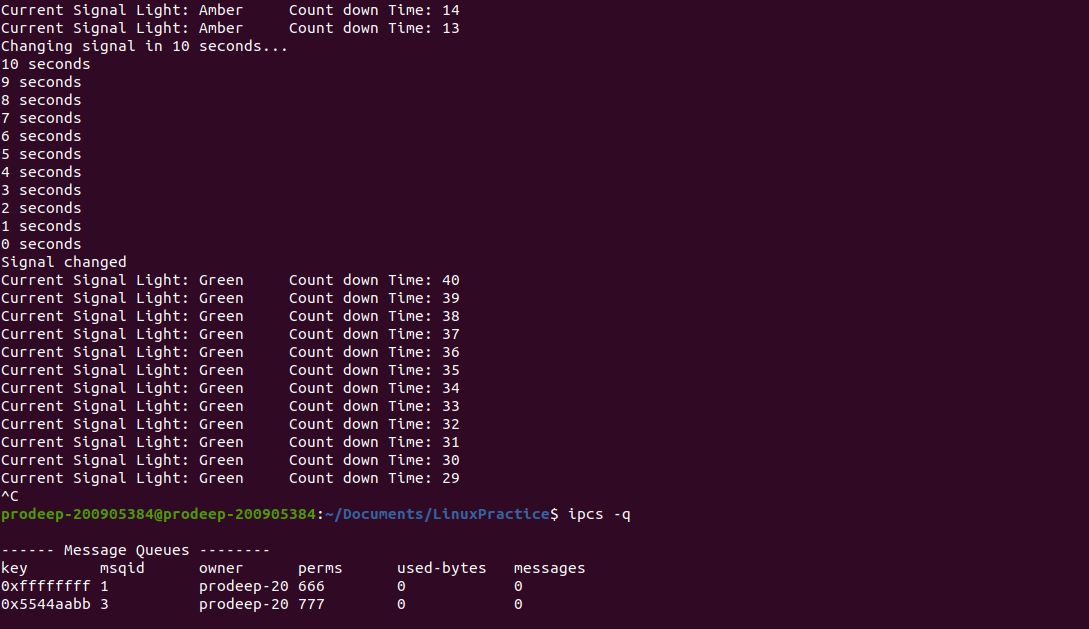 Current Signal Light: Amber     Count down Time: 14
Current Signal Light: Amber     Count down Time: 13
Changing signal in 10 seconds...
10 seconds
9 seconds
8 seconds
7 seconds
6 seconds
5 seconds
4 seconds
3 seconds
2 seconds
1 seconds
0 seconds
Signal changed
Current Signal Light: Green     Count down Time: 40
Current Signal Light: Green     Count down Time: 39
Current Signal Light: Green     Count down Time: 38
Current Signal Light: Green     Count down Time: 37
Current Signal Light: Green     Count down Time: 36
Current Signal Light: Green     Count down Time: 35
Current Signal Light: Green     Count down Time: 34
Current Signal Light: Green     Count down Time: 33
Current Signal Light: Green     Count down Time: 32
Current Signal Light: Green     Count down Time: 31
Current Signal Light: Green     Count down Time: 30
Current Signal Light: Green     Count down Time: 29
^C
prodeep-200905384@prodeep-200905384:~/Documents/LinuxPractice$ ipcs -q
------ Message Queues --------
key        msqid      owner      perms      used-bytes   messages
0xffffffff 1          prodeep-20 666        0            0
0x5544aabb 3          prodeep-20 777        0            0